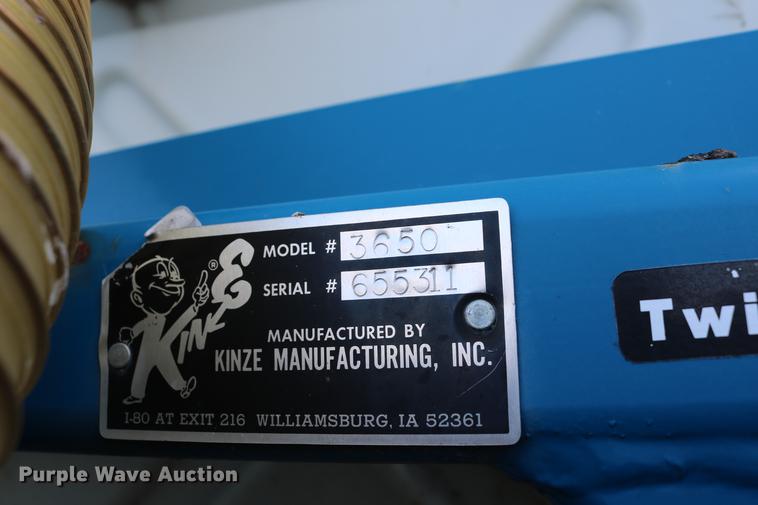 MODEL # 3650
SERIAL # 655311
KINZE ®
MANUFACTURED BY
KINZE MANUFACTURING, INC.
I-80 AT EXIT 216 WILLIAMSBURG, IA 52361
Twi
Purple Wave Auction